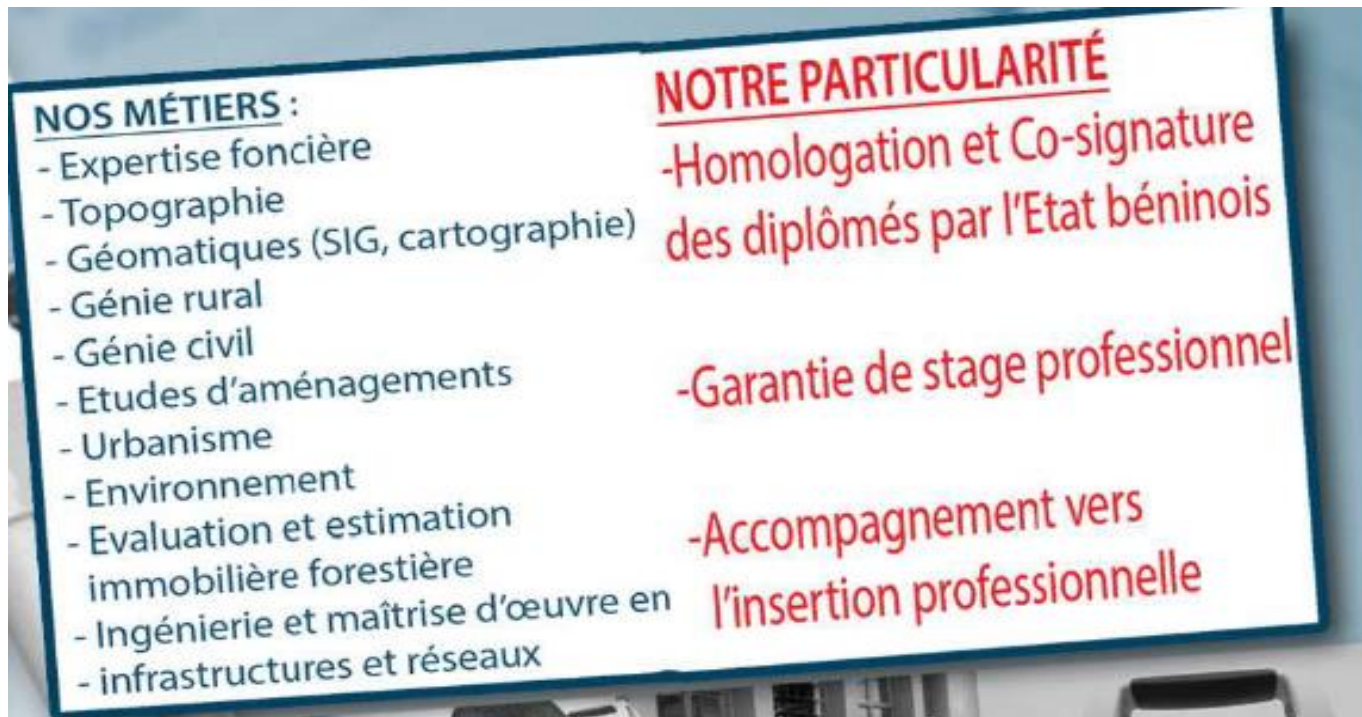 NOS MÉTIERS :
- Expertise foncière
- Topographie
- Géomatiques (SIG, cartographie)
- Génie rural
- Génie civil
- Etudes d'aménagements
- Urbanisme
- Environnement
- Evaluation et estimation
immobilière forestière
- Ingénierie et maîtrise d'œuvre en
- infrastructures et réseaux
NOTRE PARTICULARITÉ
-Homologation et Co-signature
des diplômés par l'Etat béninois
-Garantie de stage professionnel
-Accompagnement vers
l'insertion professionnelle